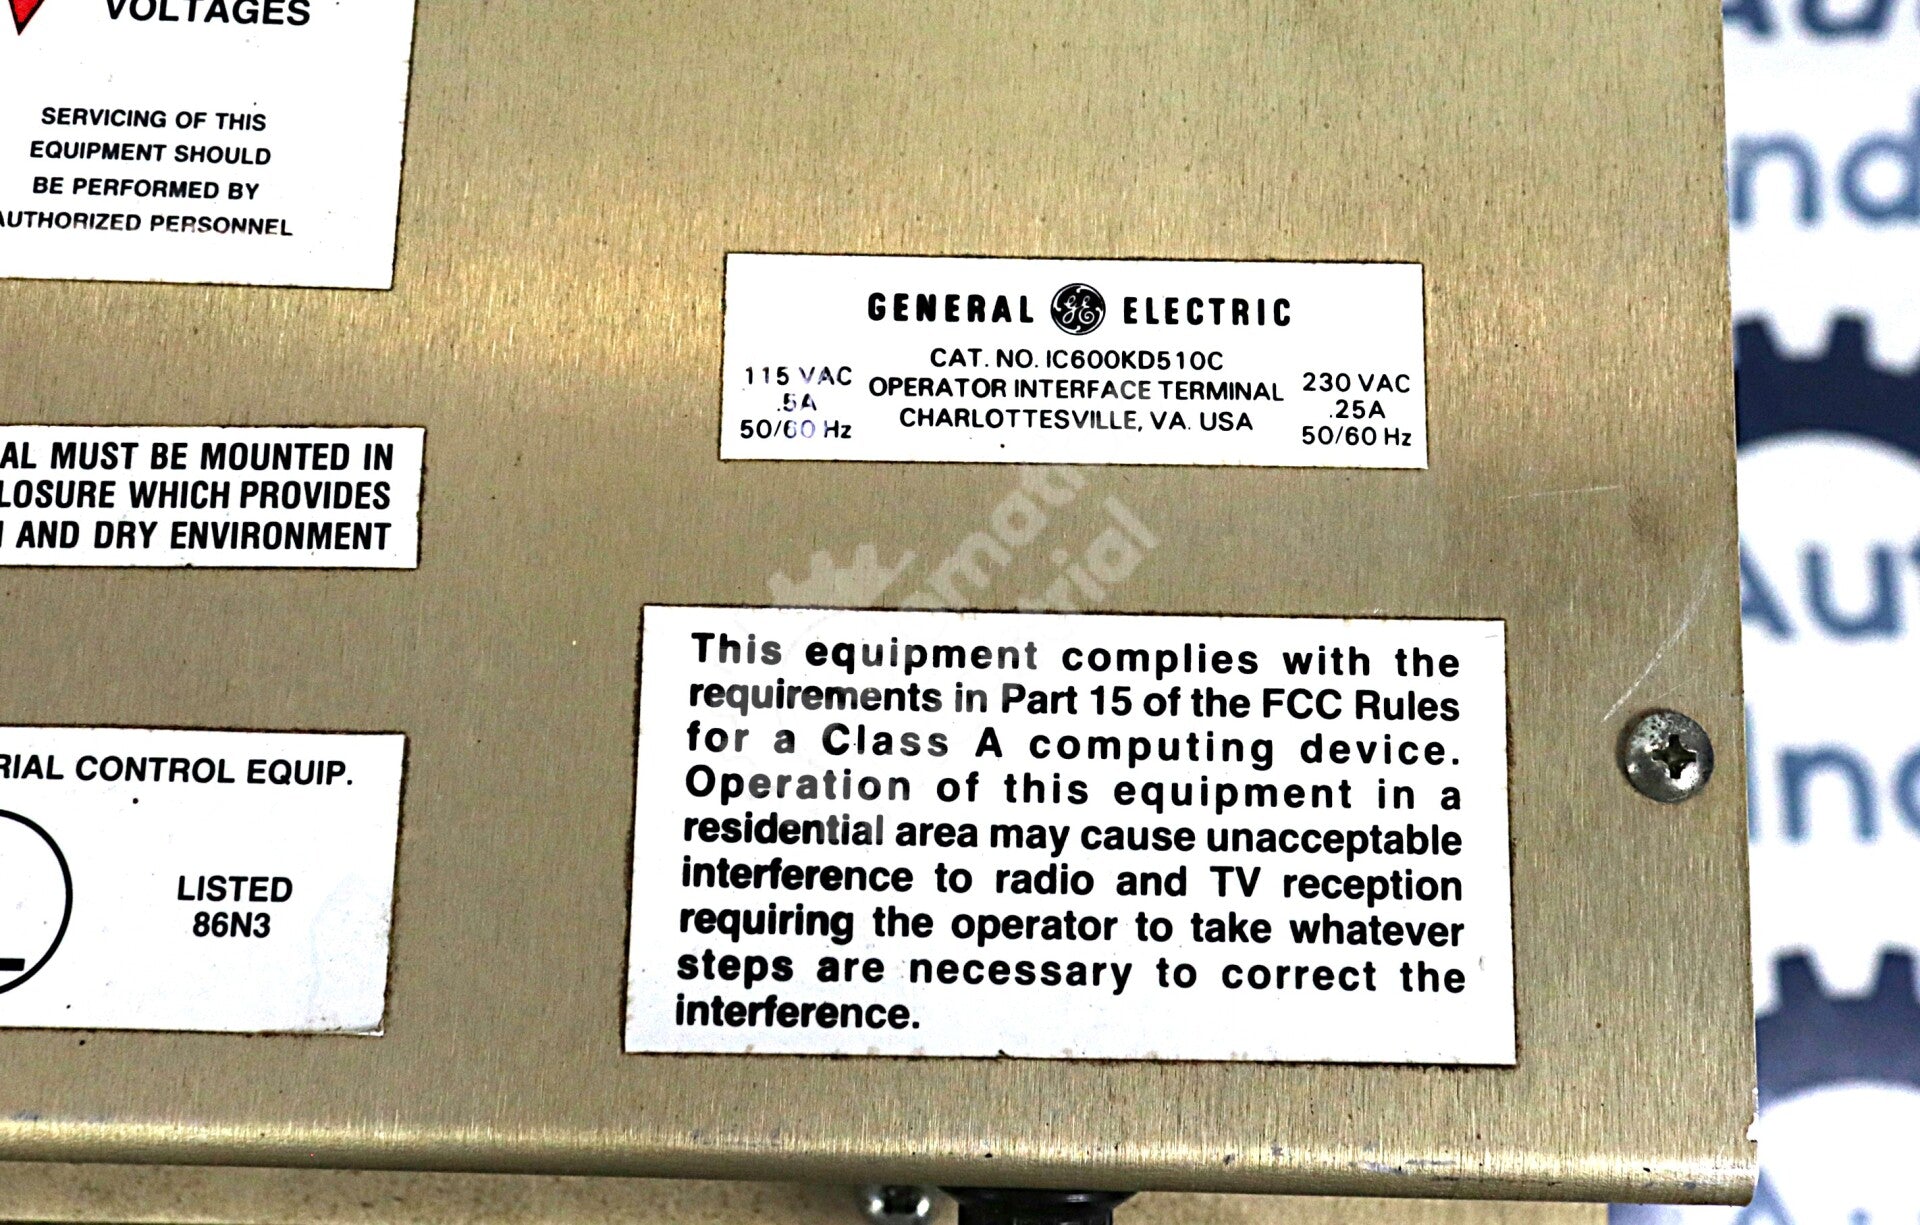 VOLTAGES
SERVICING OF THIS
EQUIPMENT SHOULD
BE PERFORMED BY
AUTHORIZED PERSONNEL
GENERAL GE ELECTRIC
CAT. NO. IC600KD510C
OPERATOR INTERFACE TERMINAL
CHARLOTTESVILLE, VA. USA
115 VAC
.5A
50/60 Hz
230 VAC
.25A
50/60 Hz
MUST BE MOUNTED IN
WHICH PROVIDES
AND DRY ENVIRONMENT
CONTROL EQUIP.
LISTED
86N3
This equipment complies with the
requirements in Part 15 of the FCC Rules
for a Class A computing device.
Operation of this equipment in a
residential area may cause unacceptable
interference to radio and TV reception
requiring the operator to take whatever
steps are necessary to correct the
interference.